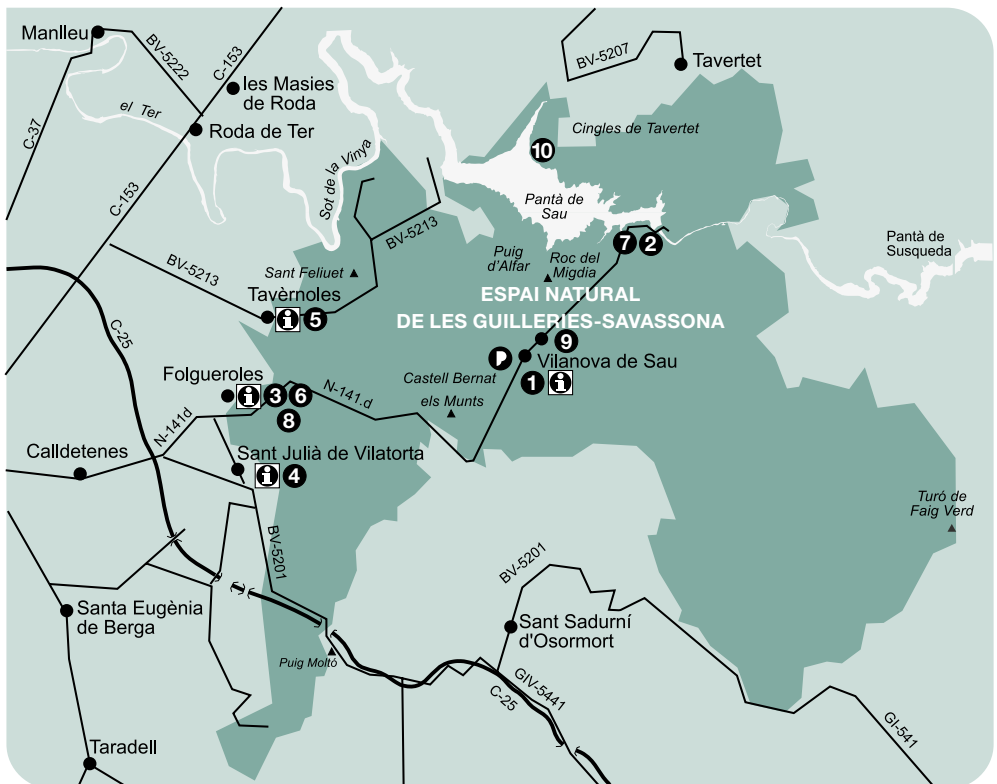 Manlleu
BV-5222
C-153
les Masies
de Roda
BV-5207
Tavertet
C-37
el Ter
Roda de Ter
Cingles de Tavertet
10
Sot de la Vinya
C-153
Pantà de
Sau
BV-5213
BV-5213
7 2
Pantà de
Susqueda
Sant Feliuet
Puig
d'Alfar
Roc del
Migdia
Tavèrnoles
i 5
ESPAI NATURAL
DE LES GUILLERIES-SAVASSONA
C-25
9
P
Vilanova de Sau
1 i
Folgueroles
i 3 6
8
N-141.d
Castell Bernat
els Munts
N-141d
Calldetenes
Sant Julià de Vilatorta
i 4
Turó de
Faig Verd
BV-5201
BV-5201
Santa Eugènia
de Berga
Sant Sadurní
d'Osormort
Puig Moltó
GIV-5441
C-25
GI-541
Taradell